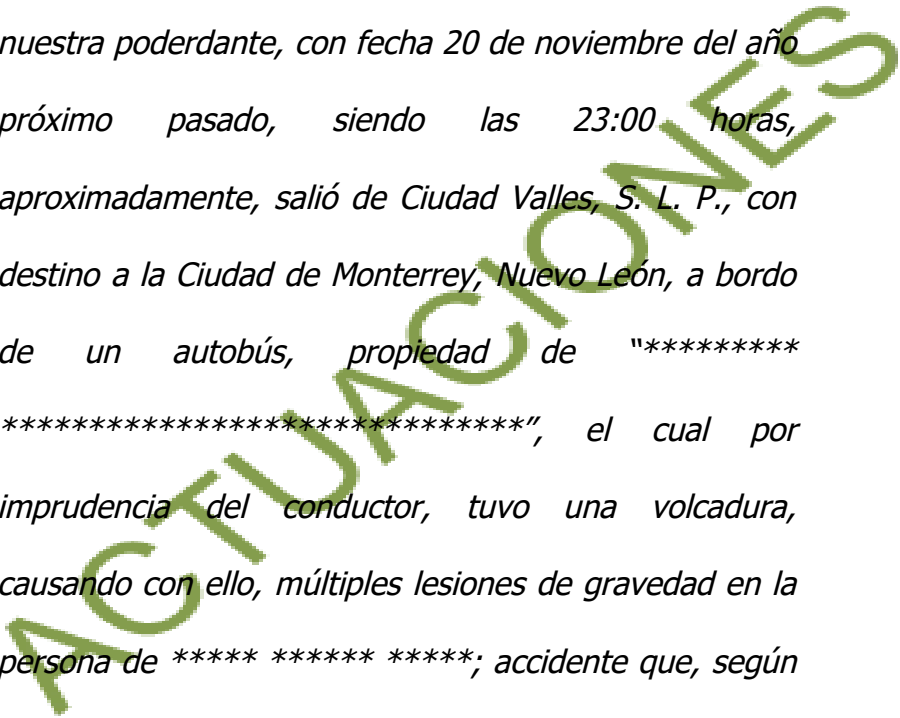 nuestra poderdante, con fecha 20 de noviembre del año
próximo pasado, siendo las 23:00 horas,
aproximadamente, salió de Ciudad Valles, S. L. P., con
destino a la Ciudad de Monterrey, Nuevo León, a bordo
de un autobús, propiedad de “*********
******************************”, el cual por
imprudencia del conductor, tuvo una volcadura,
causando con ello, múltiples lesiones de gravedad en la
persona de ***** ****** *****; accidente que, según
ACTUACIONES